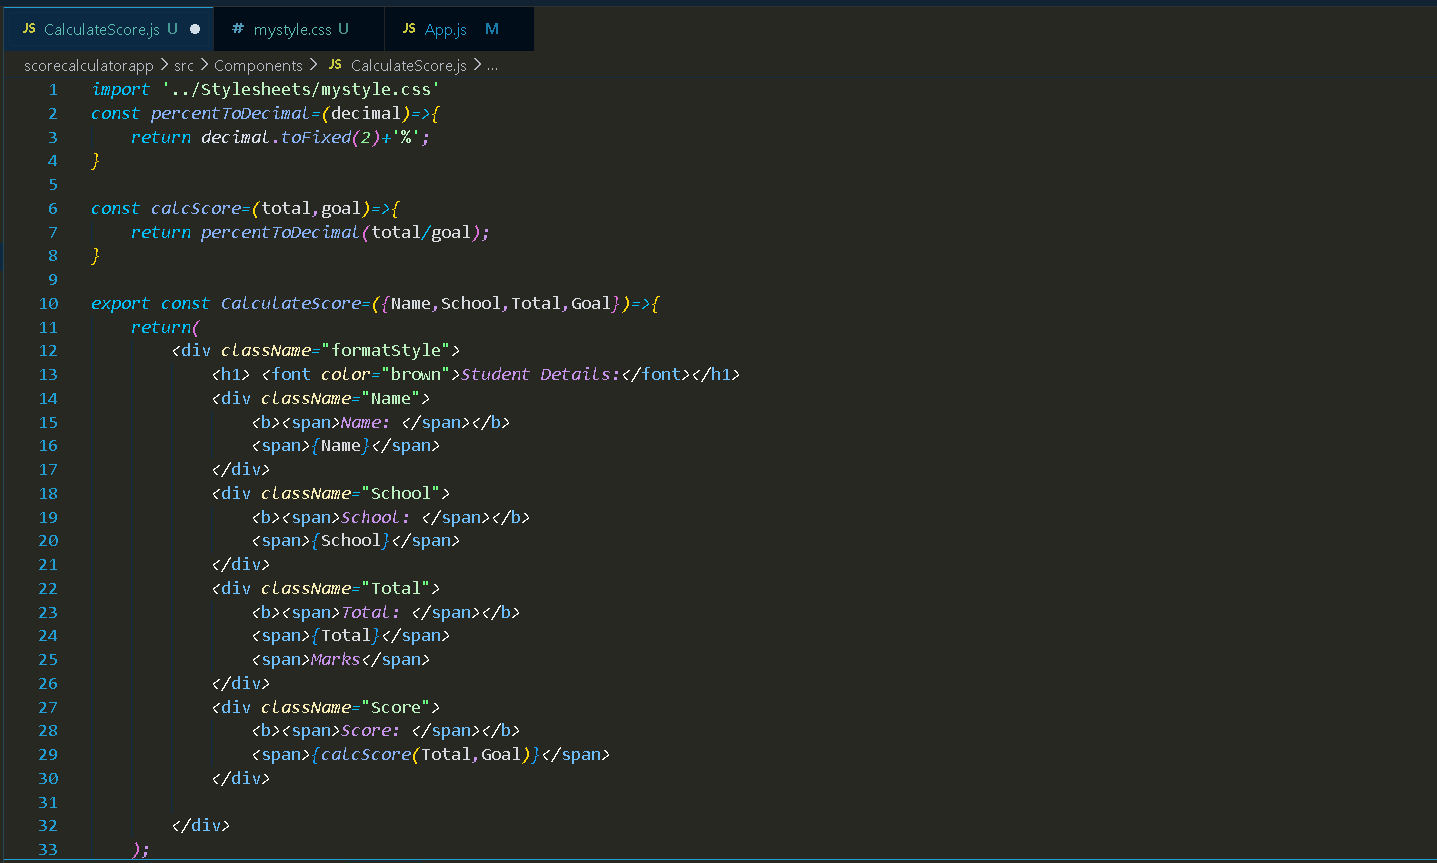 JS CalculateScore.js U ● # mystyle.css U JS App.js M
scorecalculatorapp > src > Components > JS CalculateScore.js > ...
1 import '../Stylesheets/mystyle.css'
2 const percentToDecimal=(decimal)=>{
3 return decimal.toFixed(2)+'%';
4 }
5
6 const calcScore=(total,goal)=>{
7 return percentToDecimal(total/goal);
8 }
9
10 export const CalculateScore=({Name,School,Total,Goal})=>{
11 return(
12 <div className="formatStyle">
13 <h1> <font color="brown">Student Details:</font></h1>
14 <div className="Name">
15 <b><span>Name: </span></b>
16 <span>{Name}</span>
17 </div>
18 <div className="School">
19 <b><span>School: </span></b>
20 <span>{School}</span>
21 </div>
22 <div className="Total">
23 <b><span>Total: </span></b>
24 <span>{Total}</span>
25 <span>Marks</span>
26 </div>
27 <div className="Score">
28 <b><span>Score: </span></b>
29 <span>{calcScore(Total,Goal)}</span>
30 </div>
31
32 </div>
33 );